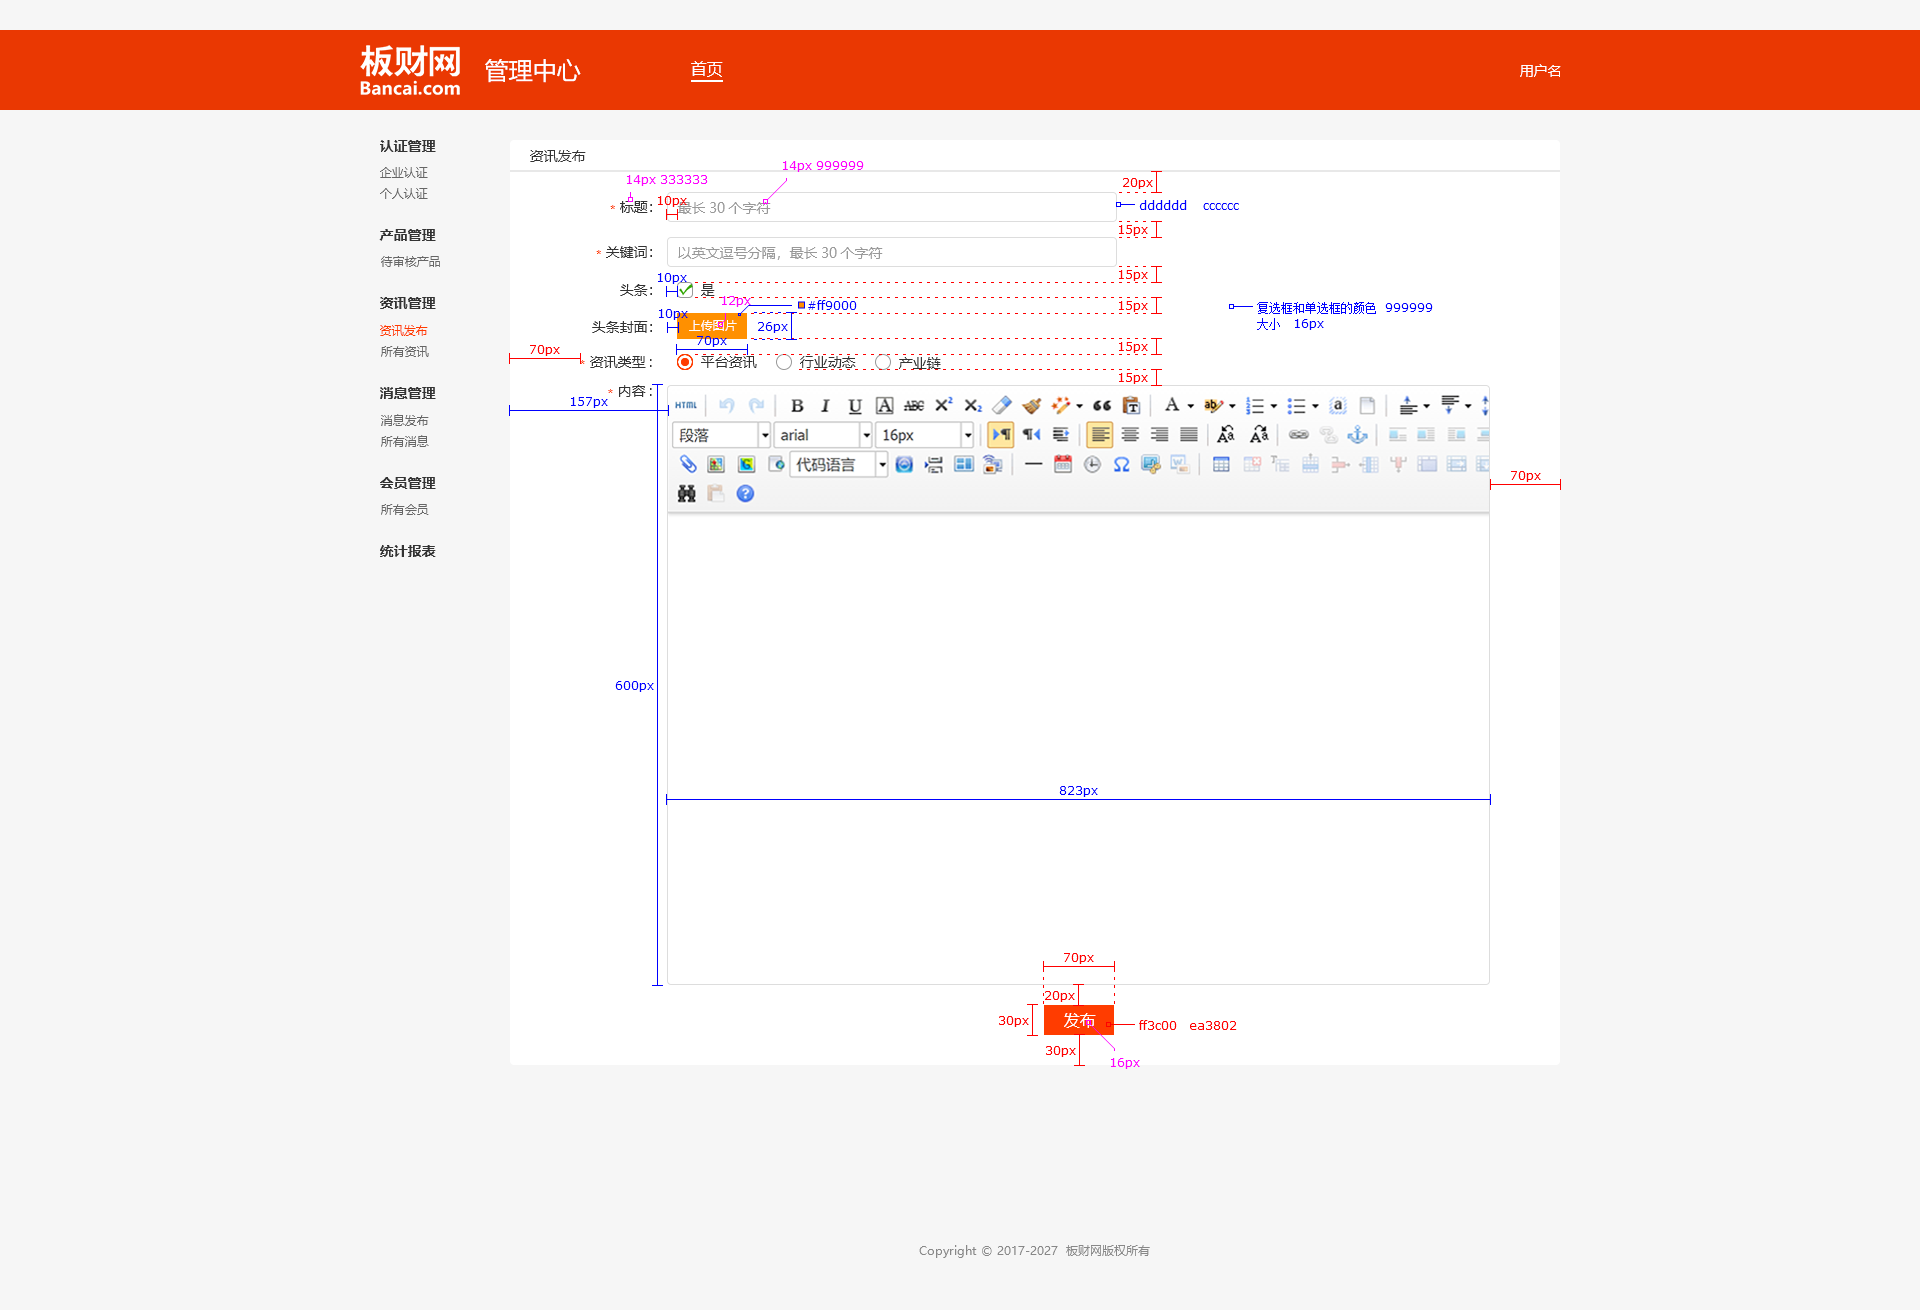 板财网
Bancai.com
管理中心
首页
用户名
认证管理
企业认证
个人认证
产品管理
待审核产品
资讯管理
资讯发布
所有资讯
消息管理
消息发布
所有消息
会员管理
所有会员
统计报表
资讯发布
14px 999999
14px 333333
20px
* 标题：
10px
最长 30 个字符
dddddd cccccc
15px
* 关键词：
以英文逗号分隔，最长 30 个字符
15px
10px
头条：
是
12px
#ff9000
15px
复选框和单选框的颜色 999999
大小 16px
头条封面：
10px
上传图片
26px
70px
15px
70px
* 资讯类型：
平台资讯
行业动态
产业链
15px
* 内容：
157px
HTML
B I U A ABC X² X₂
段落
arial
16px
代码语言
70px
600px
823px
70px
20px
30px
发布
ff3c00 ea3802
30px
16px
Copyright © 2017-2027 板财网版权所有